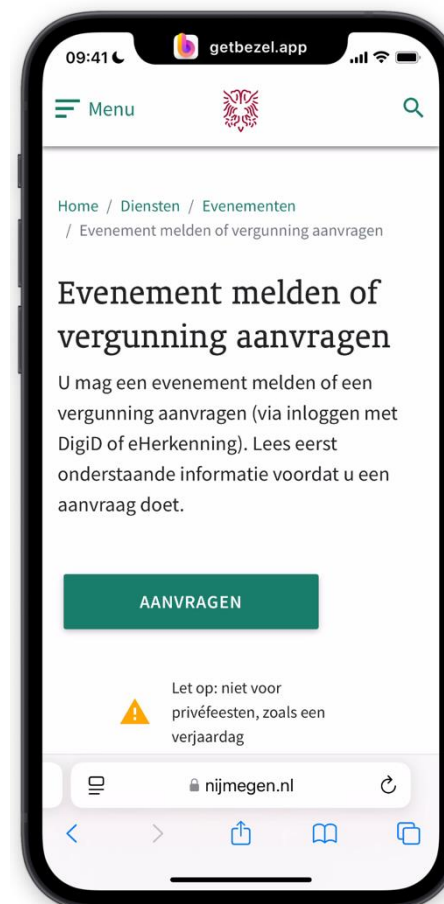 09:41
getbezel.app
Menu
Home / Diensten / Evenementen
/ Evenement melden of vergunning aanvragen
Evenement melden of
vergunning aanvragen
U mag een evenement melden of een
vergunning aanvragen (via inloggen met
DigiD of eHerkenning). Lees eerst
onderstaande informatie voordat u een
aanvraag doet.
AANVRAGEN
Let op: niet voor
privéfeesten, zoals een
verjaardag
nijmegen.nl